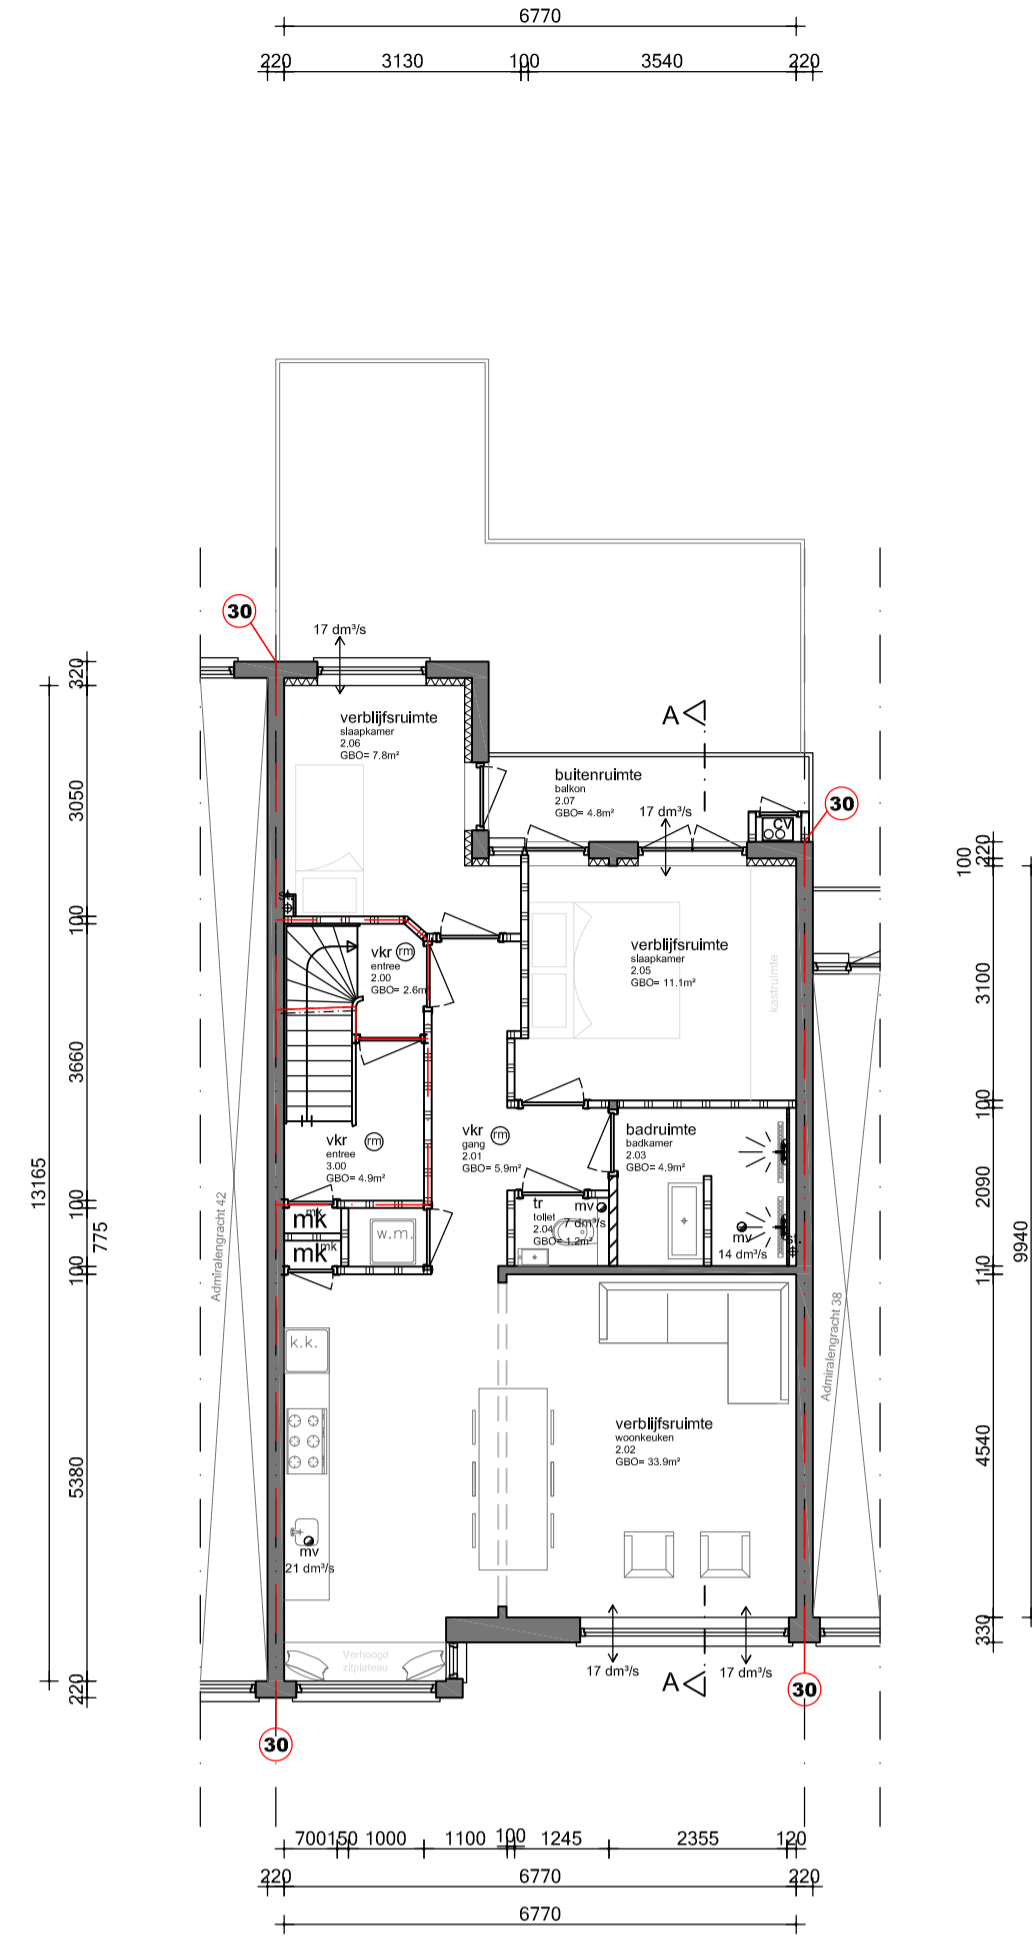 6770
220 3130 100 3540 220
30
17 dm³/s
320
verblijfsruimte
slaapkamer
2.06
GBO= 7.8m²
A
buitenruimte
balkon
2.07
GBO= 4.8m²
17 dm³/s
cv
30
3050
220
100
100
verblijfsruimte
slaapkamer
2.05
GBO= 11.1m²
kastruimte
vkr rm
entree
2.00
GBO= 2.6m
3100
3660
100
vkr rm
gang
2.01
GBO= 5.9m²
badruimte
badkamer
2.03
GBO= 4.9m²
vkr rm
entree
3.00
GBO= 4.9m²
13165
2090
100
775
100
mk
mk
mk
mk
w.m.
tr
toilet
2.04
GBO= 1.2m²
mv
7 dm³/s
mv
14 dm³/s
st.
9940
110
Admiralengracht 42
Admiralengracht 38
k.k.
verblijfsruimte
woonkeuken
2.02
GBO= 33.9m²
4540
5380
mv
21 dm³/s
330
Verhoogd
zitplateau
17 dm³/s
17 dm³/s
A
220
30
30
700 150 1000 1100 100 1245 2355 120
220 6770 220
6770